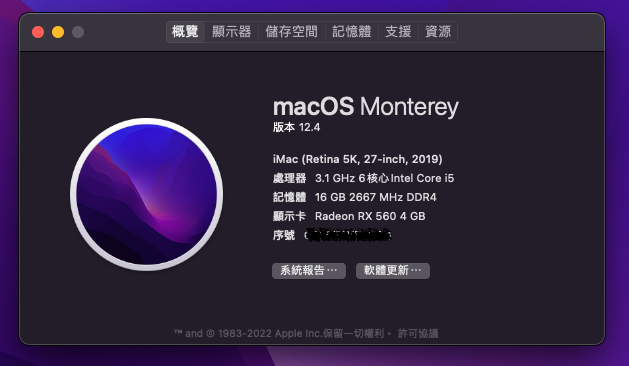 概覽 顯示器 儲存空間 記憶體 支援 資源
macOS Monterey
版本 12.4
iMac (Retina 5K, 27-inch, 2019)
處理器 3.1 GHz 6核心Intel Core i5
記憶體 16 GB 2667 MHz DDR4
顯示卡 Radeon RX 560 4 GB
序號
系統報告⋯ 軟體更新⋯
™ and © 1983-2022 Apple Inc.保留一切權利。 許可協議